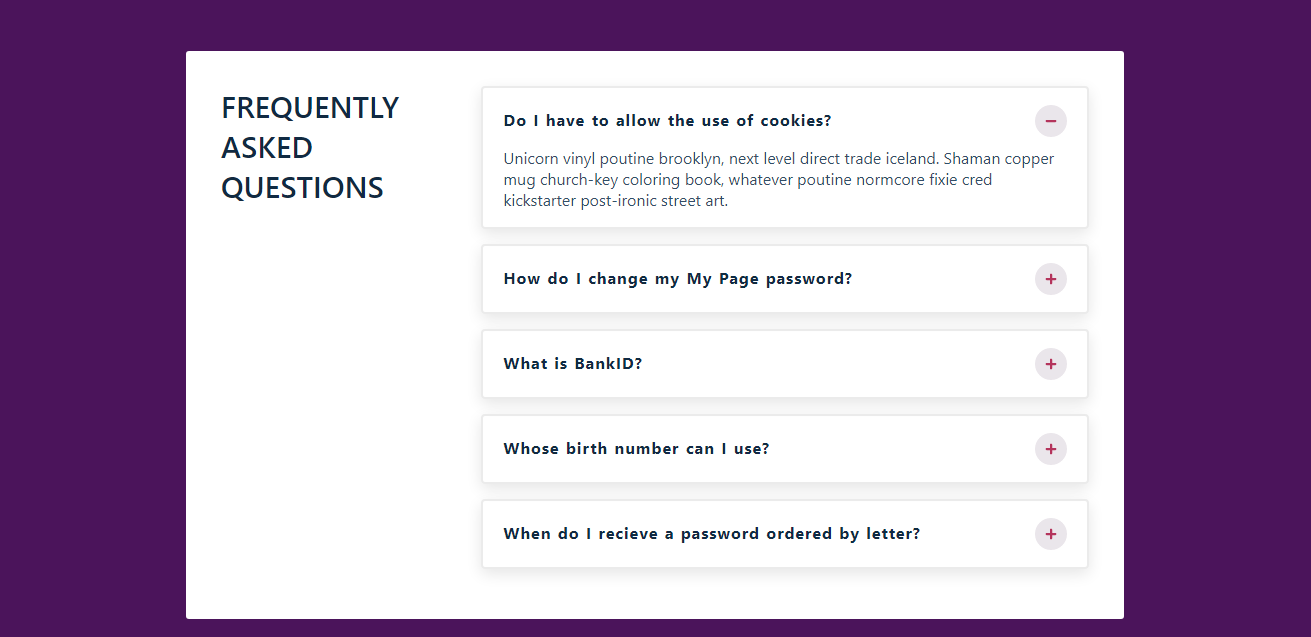 FREQUENTLY
ASKED
QUESTIONS
Do I have to allow the use of cookies?
Unicorn vinyl poutine brooklyn, next level direct trade iceland. Shaman copper
mug church-key coloring book, whatever poutine normcore fixie cred
kickstarter post-ironic street art.
How do I change my My Page password?
What is BankID?
Whose birth number can I use?
When do I recieve a password ordered by letter?